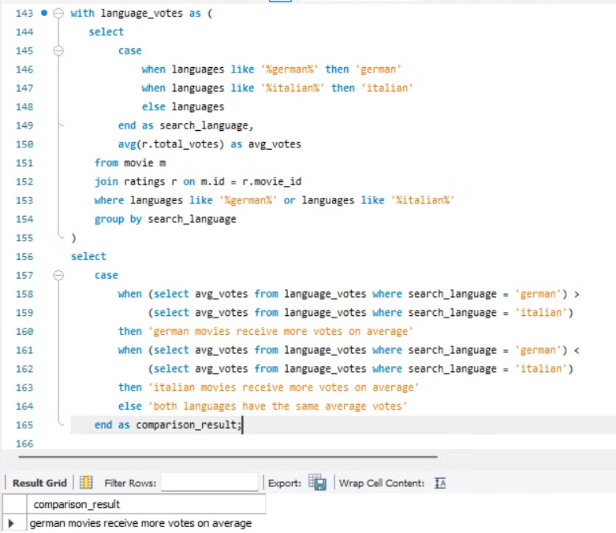 143 with language_votes as (
144 select
145 case
146 when languages like '%german%' then 'german'
147 when languages like '%italian%' then 'italian'
148 else languages
149 end as search_language,
150 avg(r.total_votes) as avg_votes
151 from movie m
152 join ratings r on m.id = r.movie_id
153 where languages like '%german%' or languages like '%italian%'
154 group by search_language
155 )
156 select
157 case
158 when (select avg_votes from language_votes where search_language = 'german') >
159 (select avg_votes from language_votes where search_language = 'italian')
160 then 'german movies receive more votes on average'
161 when (select avg_votes from language_votes where search_language = 'german') <
162 (select avg_votes from language_votes where search_language = 'italian')
163 then 'italian movies receive more votes on average'
164 else 'both languages have the same average votes'
165 end as comparison_result;
166
Result Grid Filter Rows: Export: Wrap Cell Content: IA
comparison_result
german movies receive more votes on average